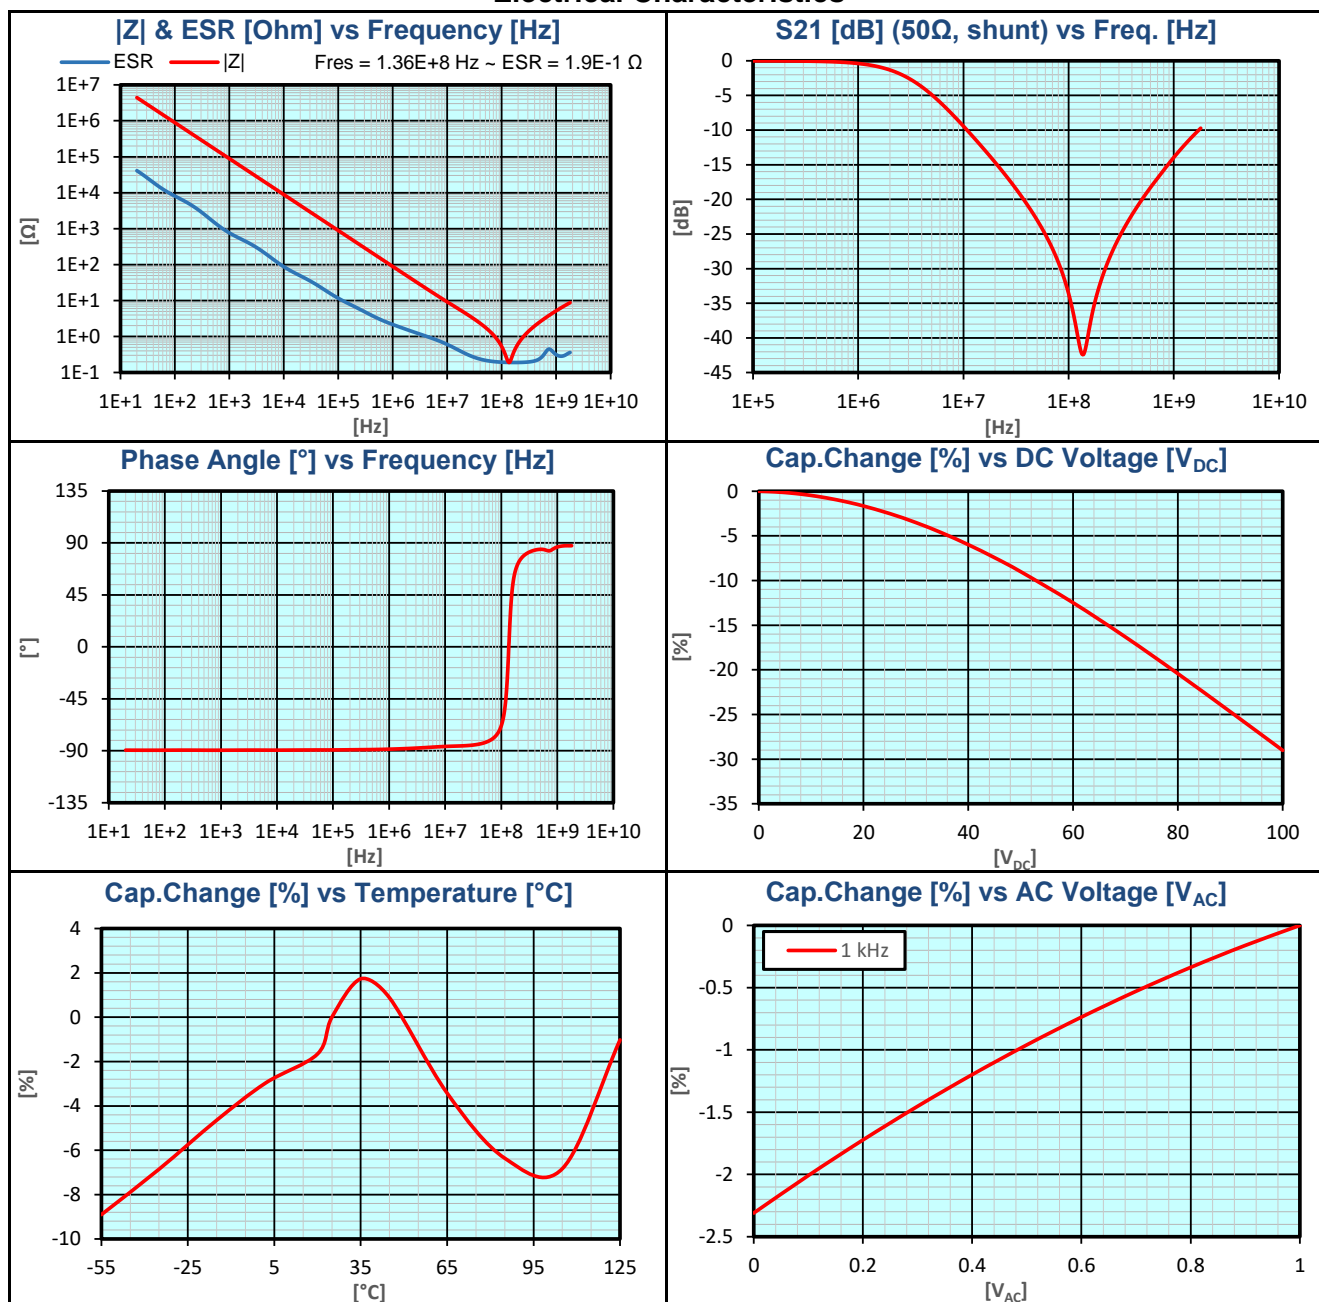 |Z| & ESR [Ohm] vs Frequency [Hz]
ESR |Z| Fres = 1.36E+8 Hz ~ ESR = 1.9E-1 Ω
1E+7
1E+6
1E+5
1E+4
1E+3
1E+2
1E+1
1E+0
1E-1
[Ω]
1E+1 1E+2 1E+3 1E+4 1E+5 1E+6 1E+7 1E+8 1E+9 1E+10
[Hz]
S21 [dB] (50Ω, shunt) vs Freq. [Hz]
0
-5
-10
-15
-20
-25
-30
-35
-40
-45
[dB]
1E+5 1E+6 1E+7 1E+8 1E+9 1E+10
[Hz]
Phase Angle [°] vs Frequency [Hz]
135
90
45
0
-45
-90
-135
[°]
1E+1 1E+2 1E+3 1E+4 1E+5 1E+6 1E+7 1E+8 1E+9 1E+10
[Hz]
Cap.Change [%] vs DC Voltage [VDC]
0
-5
-10
-15
-20
-25
-30
-35
[%]
0 20 40 60 80 100
[VDC]
Cap.Change [%] vs Temperature [°C]
4
2
0
-2
-4
-6
-8
-10
[%]
-55 -25 5 35 65 95 125
[°C]
Cap.Change [%] vs AC Voltage [VAC]
1 kHz
0
-0.5
-1
-1.5
-2
-2.5
[%]
0 0.2 0.4 0.6 0.8 1
[VAC]